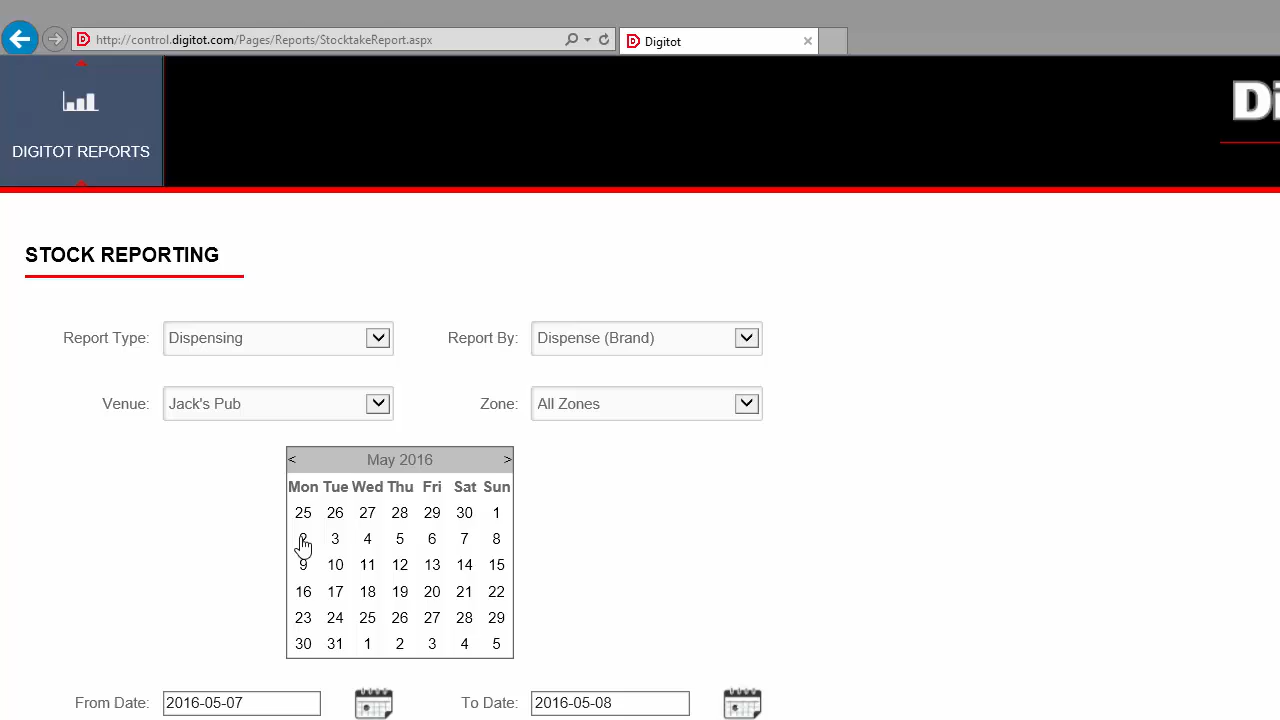 http://control.digitot.com/Pages/Reports/StocktakeReport.aspx
Digitot
DIGITOT REPORTS
STOCK REPORTING
Report Type: Dispensing Report By: Dispense (Brand)
Venue: Jack's Pub Zone: All Zones
< May 2016 >
Mon Tue Wed Thu Fri Sat Sun
25 26 27 28 29 30 1
3 4 5 6 7 8
9 10 11 12 13 14 15
16 17 18 19 20 21 22
23 24 25 26 27 28 29
30 31 1 2 3 4 5
From Date: 2016-05-07 To Date: 2016-05-08